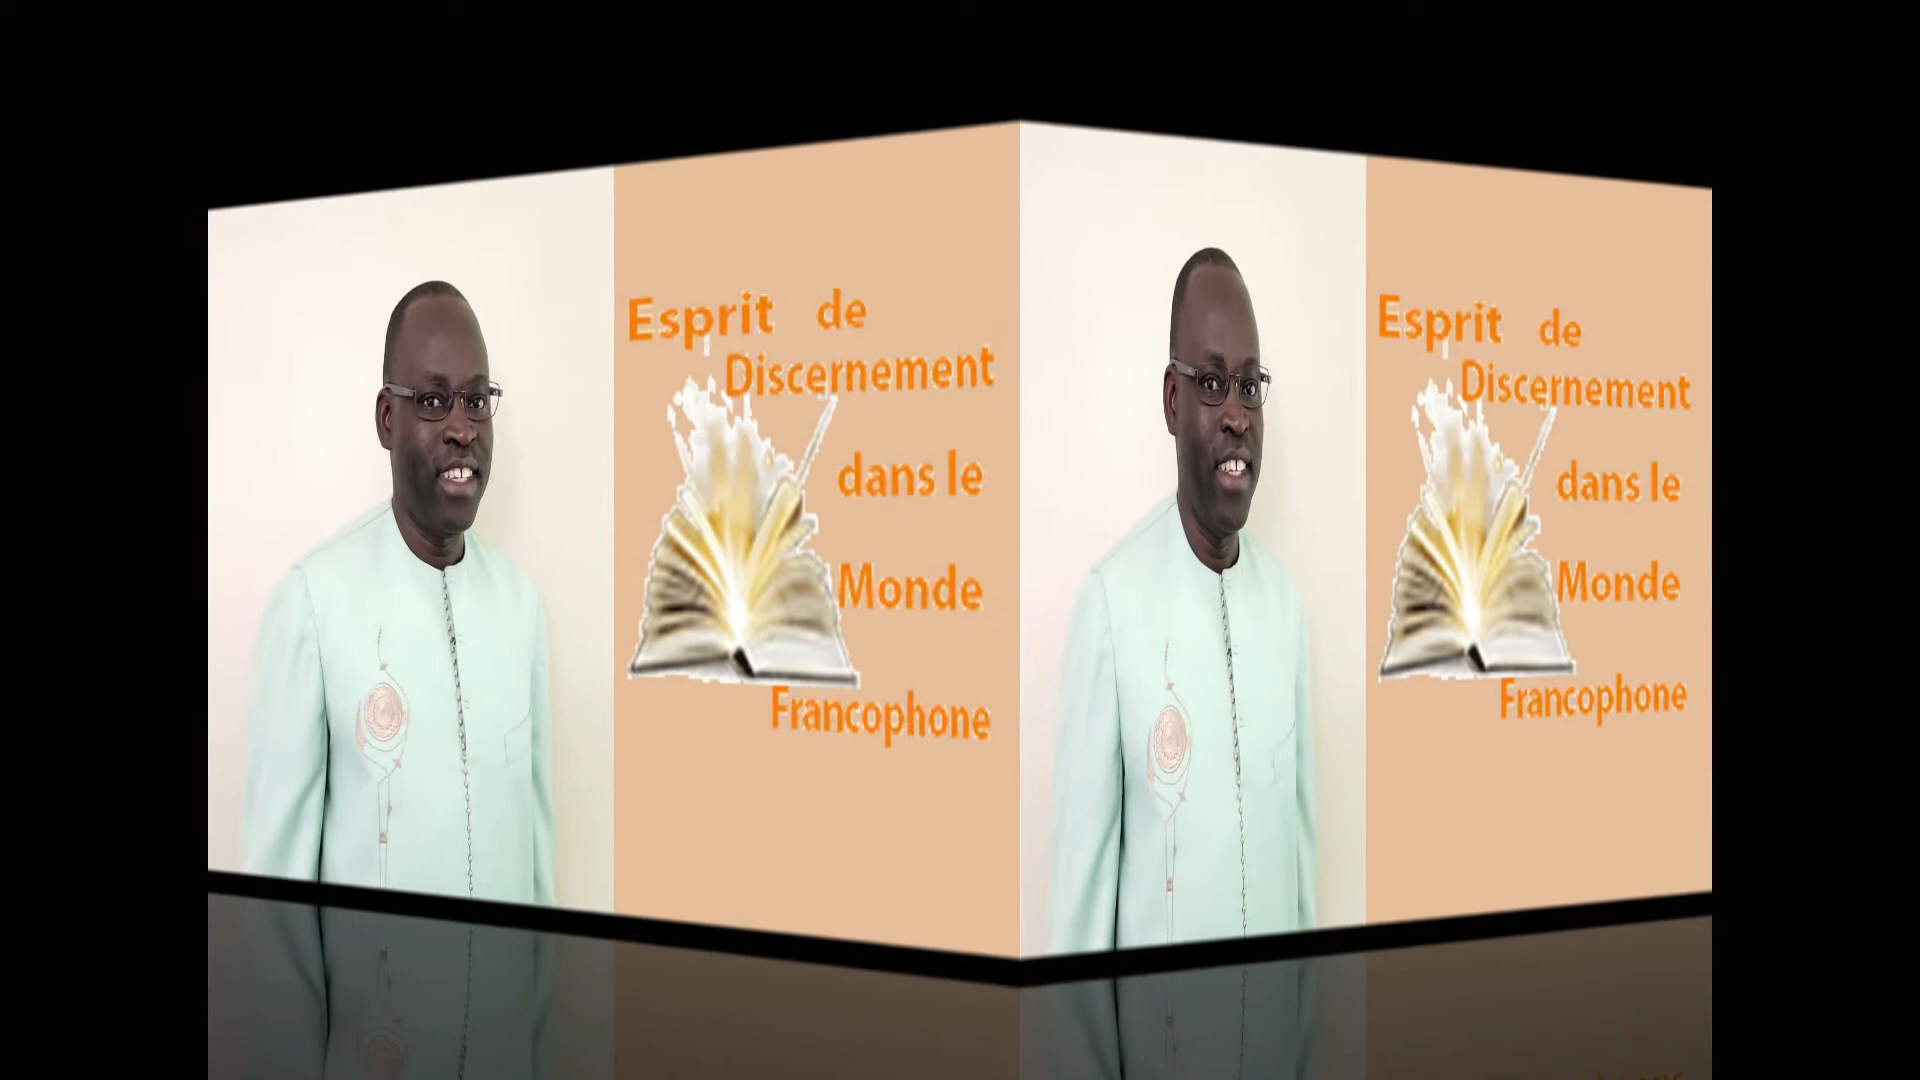 Esprit de
Discernement
dans le
Monde
Francophone
Esprit de
Discernement
dans le
Monde
Francophone